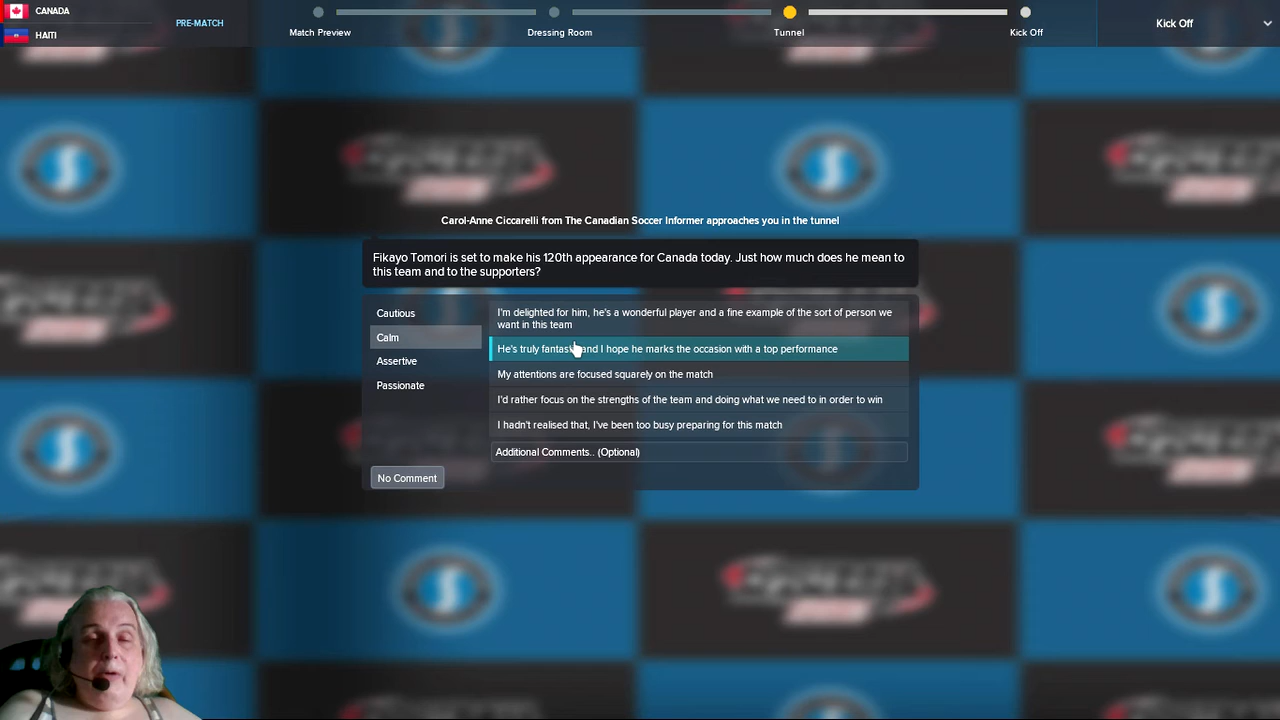 CANADA
HAITI
PRE-MATCH
Match Preview
Dressing Room
Tunnel
Kick Off
Kick Off
Carol-Anne Ciccarelli from The Canadian Soccer Informer approaches you in the tunnel
Fikayo Tomori is set to make his 120th appearance for Canada today. Just how much does he mean to
this team and to the supporters?
Cautious
Calm
Assertive
Passionate
I'm delighted for him, he's a wonderful player and a fine example of the sort of person we
want in this team
He's truly and I hope he marks the occasion with a top performance
My attentions are focused squarely on the match
I'd rather focus on the strengths of the team and doing what we need to in order to win
I hadn't realised that, I've been too busy preparing for this match
Additional Comments.. (Optional)
No Comment